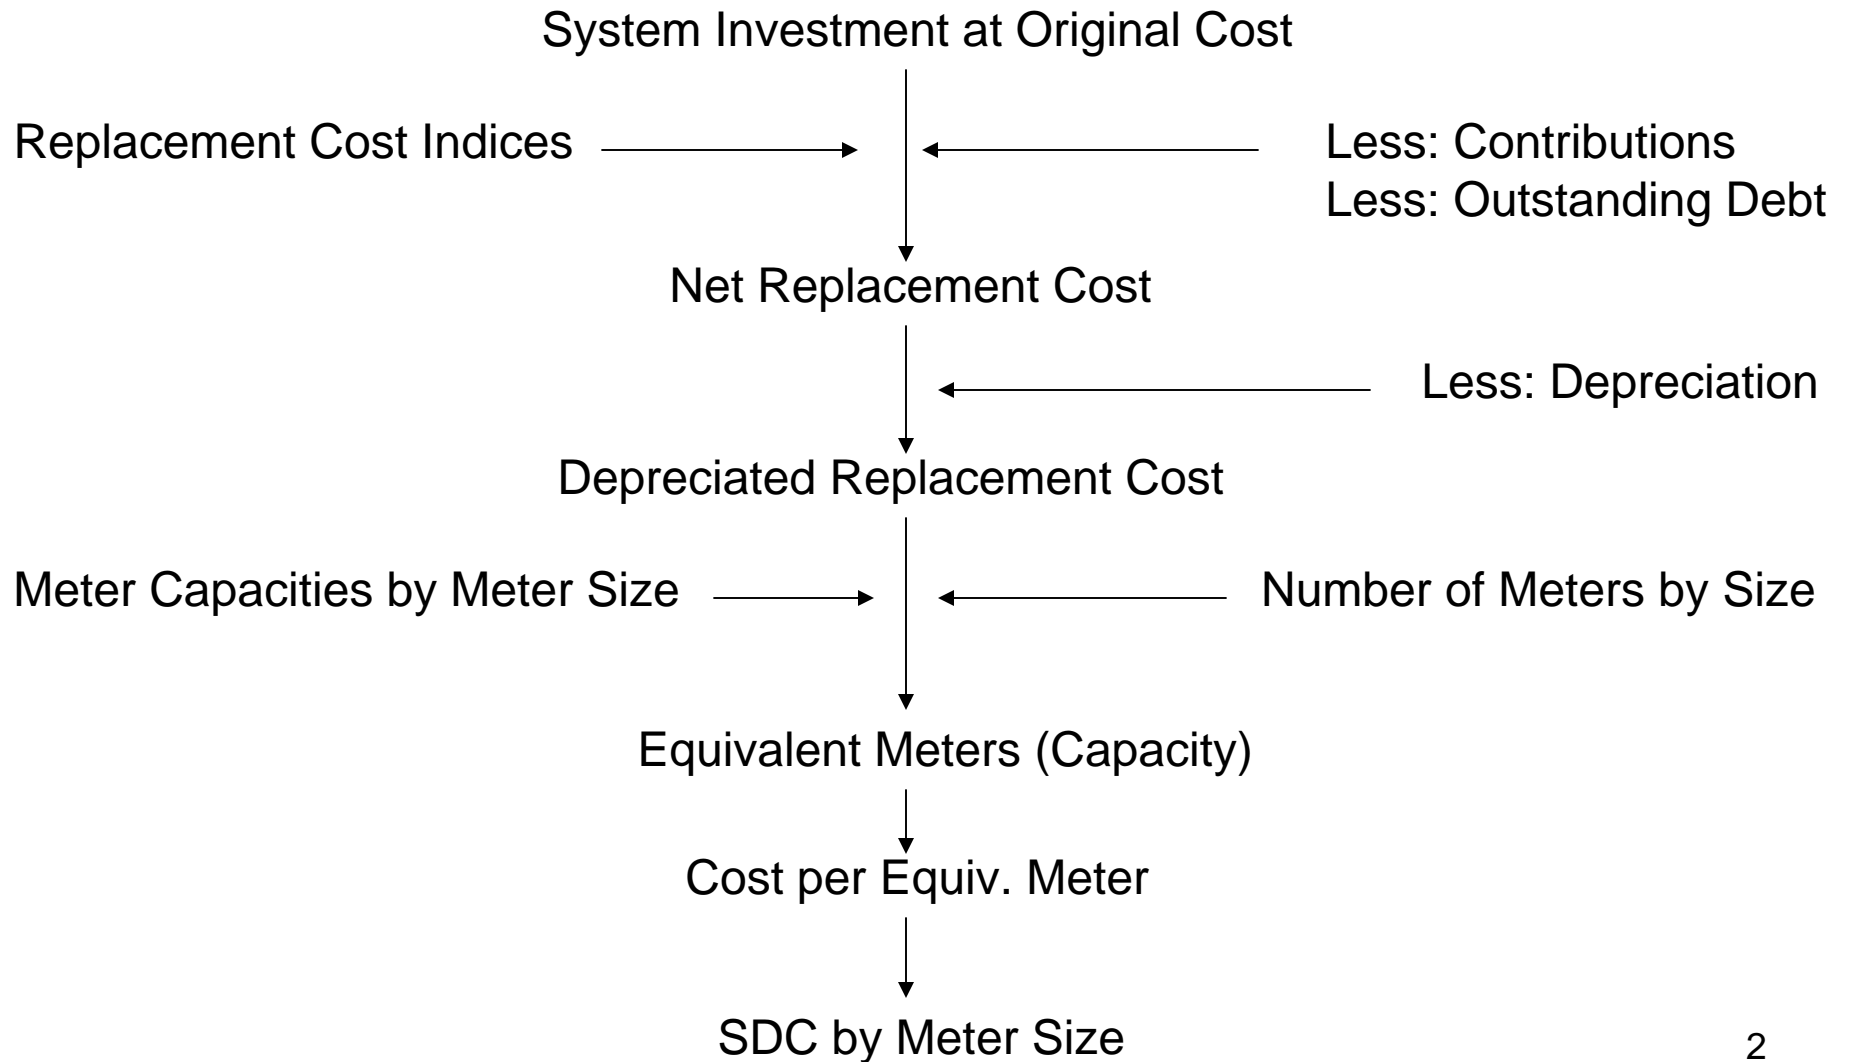 System Investment at Original Cost
Replacement Cost Indices
Less: Contributions
Less: Outstanding Debt
Net Replacement Cost
Less: Depreciation
Depreciated Replacement Cost
Meter Capacities by Meter Size
Number of Meters by Size
Equivalent Meters (Capacity)
Cost per Equiv. Meter
SDC by Meter Size
2